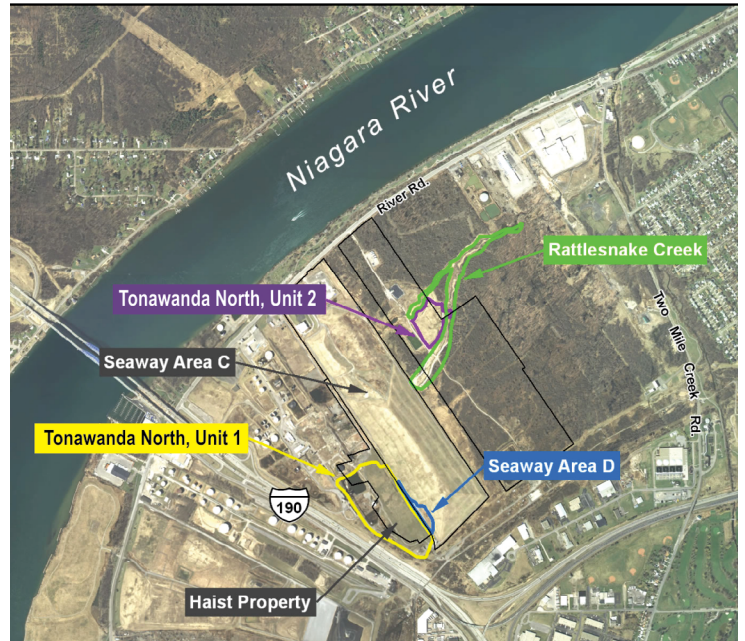 Niagara River
River Rd.
Rattlesnake Creek
Tonawanda North, Unit 2
Two Mile Creek Rd.
Seaway Area C
Tonawanda North, Unit 1
Seaway Area D
190
Haist Property